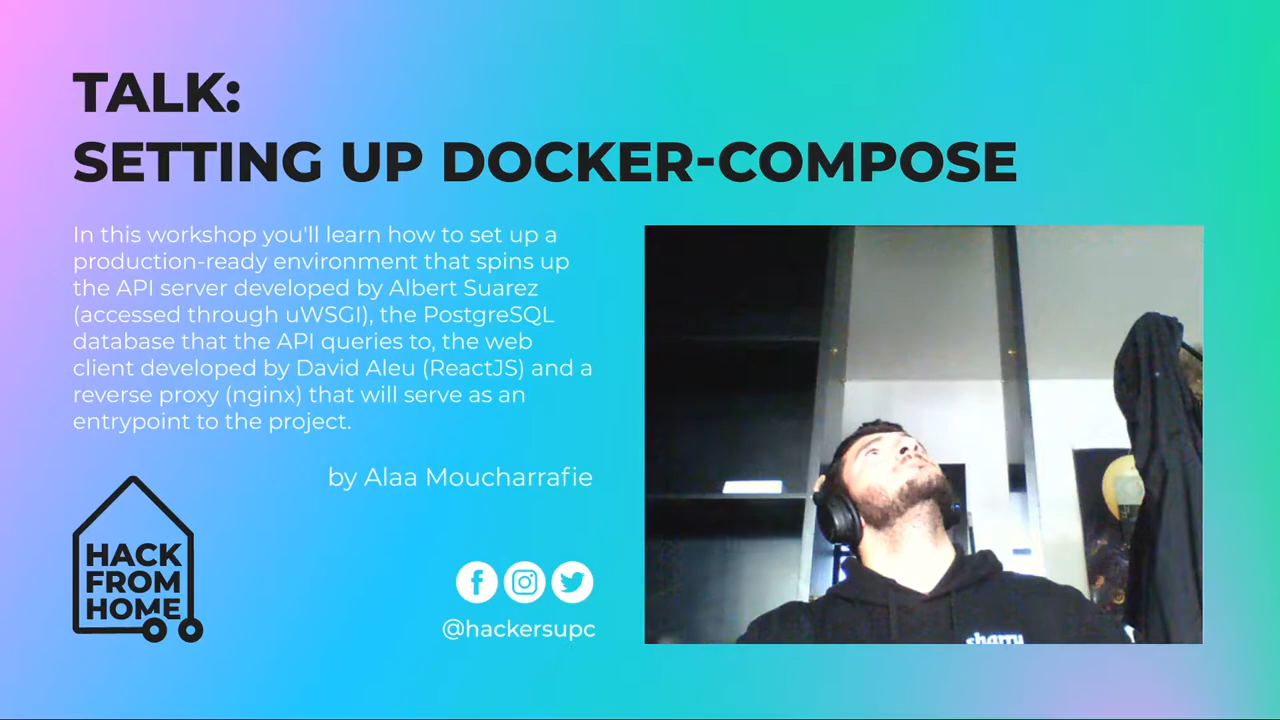 TALK:
SETTING UP DOCKER-COMPOSE
In this workshop you'll learn how to set up a
production-ready environment that spins up
the API server developed by Albert Suarez
(accessed through uWSGI), the PostgreSQL
database that the API queries to, the web
client developed by David Aleu (ReactJS) and a
reverse proxy (nginx) that will serve as an
entrypoint to the project.
by Alaa Moucharrafie
HACK
FROM
HOME
@hackersupc
sharry